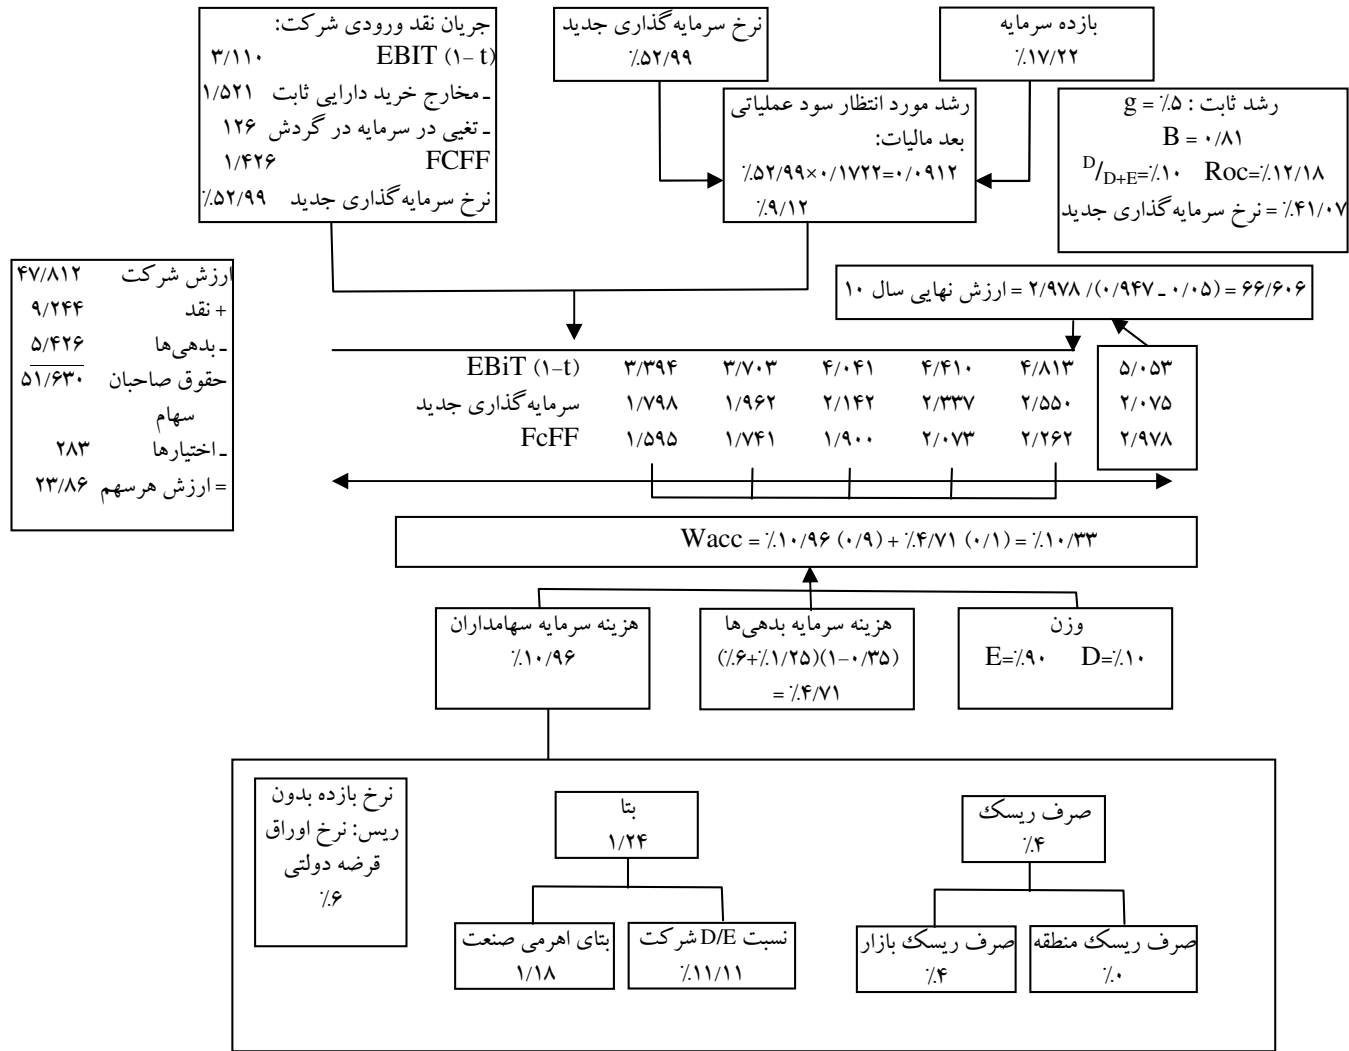 جریان نقد ورودی شرکت:
EBIT (۱– t) ۳/۱۱۰
ـ مخارج خرید دارایی ثابت ۱/۵۲۱
ـ تغیی در سرمایه در گردش ۱۲۶
FCFF ۱/۴۲۶
نرخ سرمایه‌گذاری جدید ٪۵۲/۹۹
نرخ سرمایه‌گذاری جدید
٪۵۲/۹۹
بازده سرمایه
٪۱۷/۲۲
رشد مورد انتظار سود عملیاتی
بعد مالیات:
٪۵۲/۹۹×۰/۱۷۲۲=۰/۰۹۱۲
٪۹/۱۲
رشد ثابت : g = ٪۵
B = ۰/۸۱
D/D+E=٪۱۰ Roc=٪۱۲/۱۸
٪۴۱/۰۷ = نرخ سرمایه‌گذاری جدید
ارزش شرکت ۴۷/۸۱۲
+ نقد ۹/۲۴۴
ـ بدهی‌ها ۵/۴۲۶
حقوق صاحبان ۵۱/۶۳۰
سهام
ـ اختیارها ۲۸۳
= ارزش هرسهم ۲۳/۸۶
۶۶/۶۰۶ = (۰/۰۵ ـ ۰/۹۴۷) /۲/۹۷۸ = ارزش نهایی سال ۱۰
EBiT (۱–t) ۳/۳۹۴ ۳/۷۰۳ ۴/۰۴۱ ۴/۴۱۰ ۴/۸۱۳ ۵/۰۵۳
سرمایه‌گذاری جدید ۱/۷۹۸ ۱/۹۶۲ ۲/۱۴۲ ۲/۳۳۷ ۲/۵۵۰ ۲/۰۷۵
FcFF ۱/۵۹۵ ۱/۷۴۱ ۱/۹۰۰ ۲/۰۷۳ ۲/۲۶۲ ۲/۹۷۸
Wacc = ٪۱۰/۹۶ (۰/۹) + ٪۴/۷۱ (۰/۱) = ٪۱۰/۳۳
هزینه سرمایه سهامداران
٪۱۰/۹۶
هزینه سرمایه بدهی‌ها
(٪۶+٪۱/۲۵)(۱–۰/۳۵)
= ٪۴/۷۱
وزن
E=٪۹۰ D=٪۱۰
نرخ بازده بدون
ریس: نرخ اوراق
قرضه دولتی
٪۶
بتا
۱/۲۴
صرف ریسک
٪۴
بتای اهرمی صنعت
۱/۱۸
نسبت D/E شرکت
٪۱۱/۱۱
صرف ریسک بازار
٪۴
صرف ریسک منطقه
٪۰